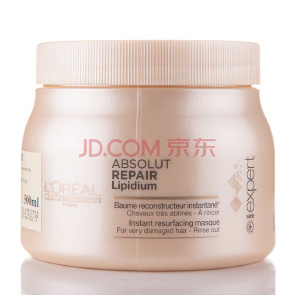 JD.COM 京东
L'ORÉAL
PARIS
500ml
ABSOLUT
REPAIR
Lipidium
Baume reconstructeur instantané*
Cheveux très abîmés - A rincer
Instant resurfacing masque
For very damaged hair - Rinse out
expert